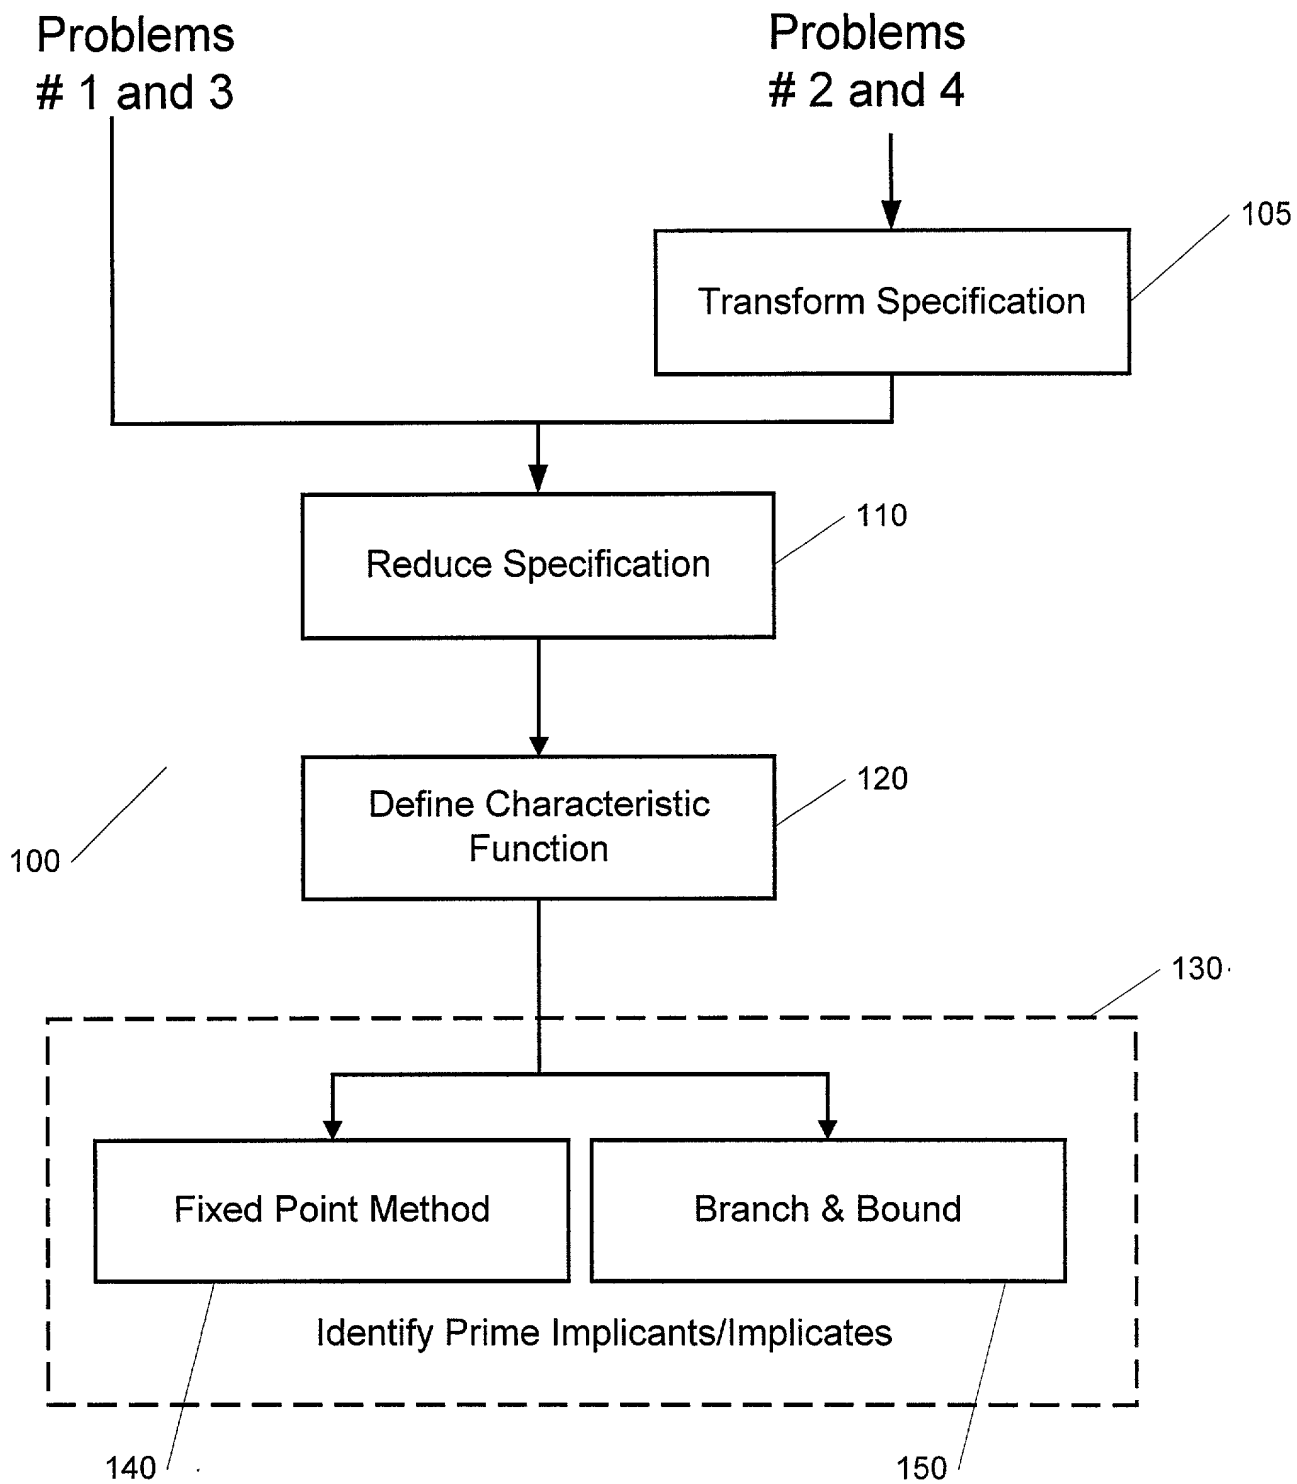 Problems
# 1 and 3
Problems
# 2 and 4
105
Transform Specification
110
Reduce Specification
120
Define Characteristic
Function
100
130
Fixed Point Method
Branch & Bound
Identify Prime Implicants/Implicates
140
150